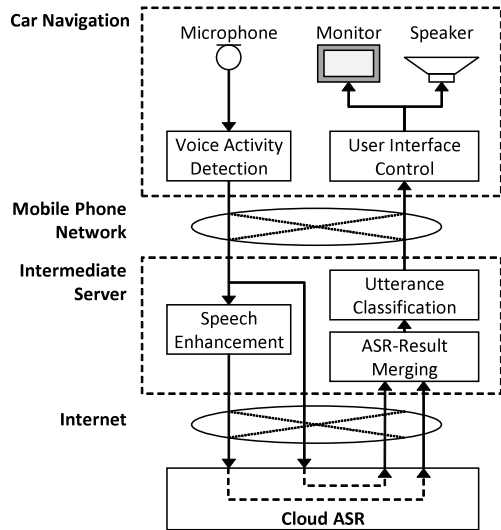 Car Navigation
Microphone
Monitor
Speaker
Voice Activity
Detection
User Interface
Control
Mobile Phone
Network
Intermediate
Server
Utterance
Classification
Speech
Enhancement
ASR-Result
Merging
Internet
Cloud ASR